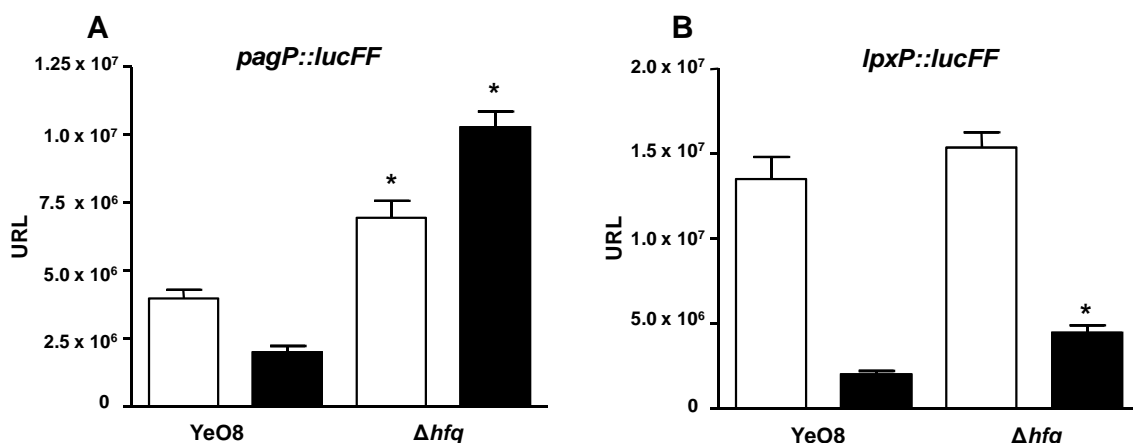 A
pagP::lucFF
1.25 x 10⁷
1.0 x 10⁷
7.5 x 10⁶
5.0 x 10⁶
2.5 x 10⁶
0
URL
*
*
YeO8
Δhfq
B
lpxP::lucFF
2.0 x 10⁷
1.5 x 10⁷
1.0 x 10⁷
5.0 x 10⁶
0
URL
*
YeO8
Δhfq